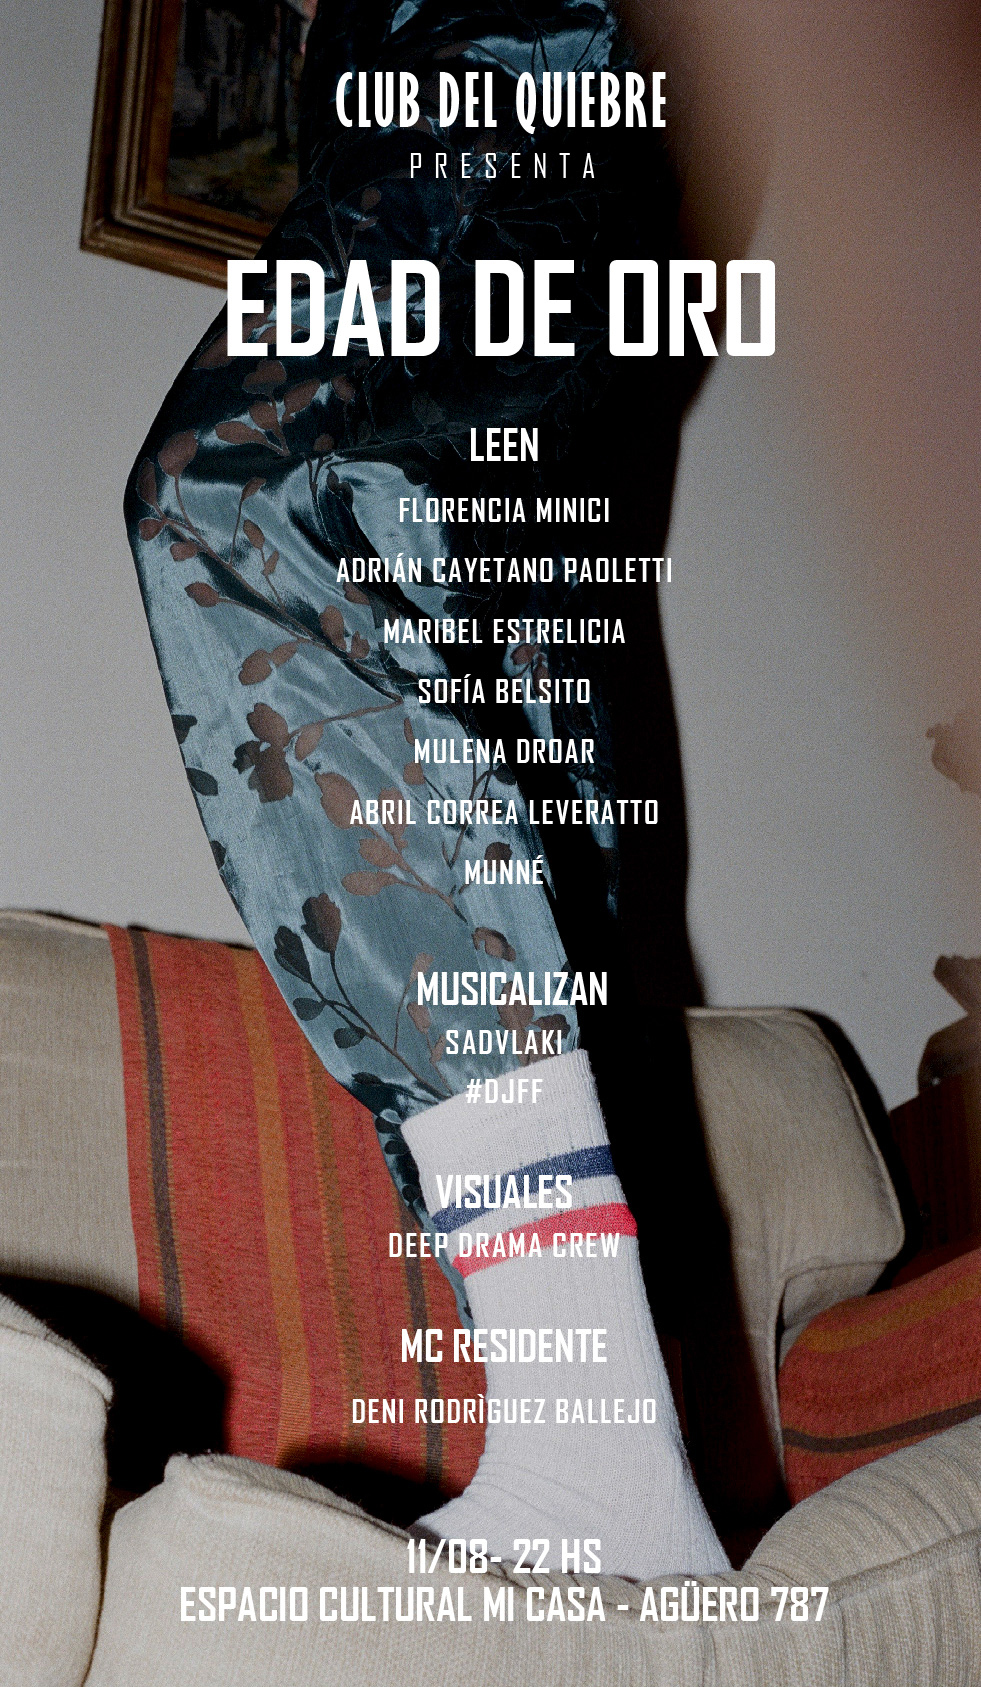 CLUB DEL QUIEBRE
PRESENTA
EDAD DE ORO
LEEN
FLORENCIA MINICI
ADRIÁN CAYETANO PAOLETTI
MARIBEL ESTRELICIA
SOFÍA BELSITO
MULENA DROAR
ABRIL CORREA LEVERATTO
MUNNÉ
MUSICALIZAN
SADVLAKI
#DJFF
VISUALES
DEEP DRAMA CREW
MC RESIDENTE
DENI RODRÌGUEZ BALLEJO
11/08- 22 HS
ESPACIO CULTURAL MI CASA - AGÜERO 787